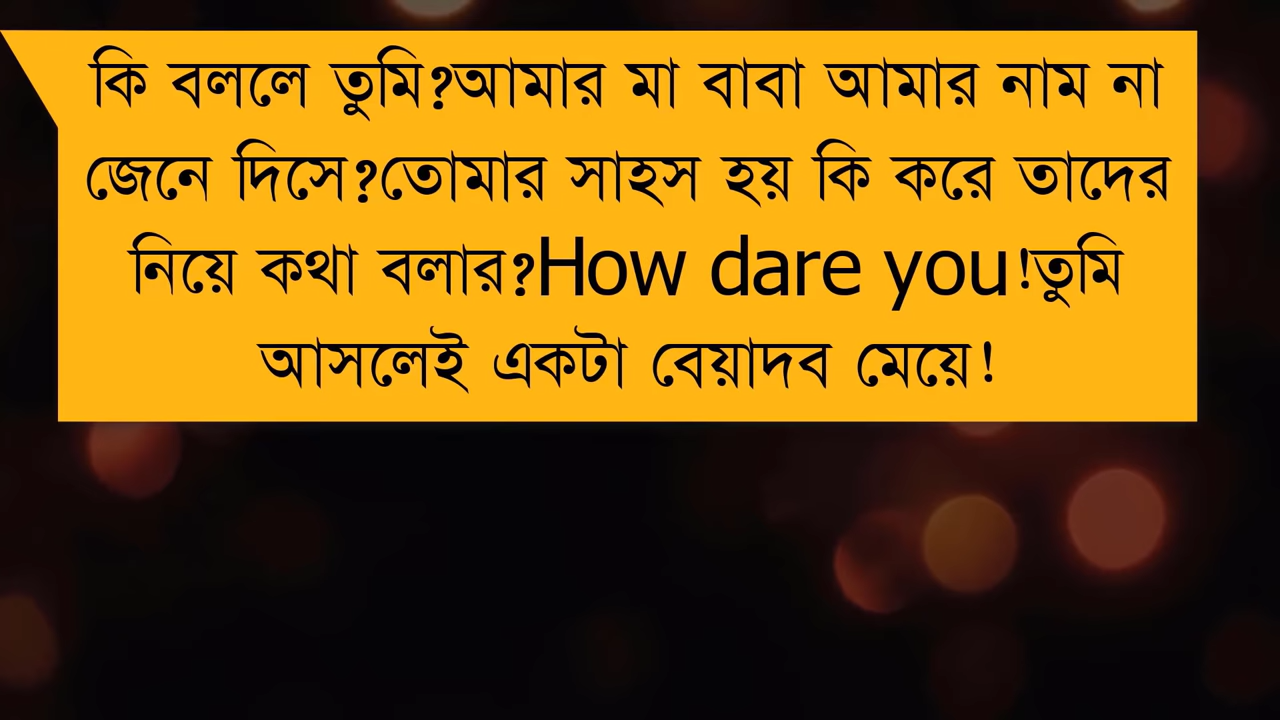 কি বললে তুমি?আমার মা বাবা আমার নাম না
জেনে দিসে?তোমার সাহস হয় কি করে তাদের
নিয়ে কথা বলার?How dare you!তুমি
আসলেই একটা বেয়াদব মেয়ে!